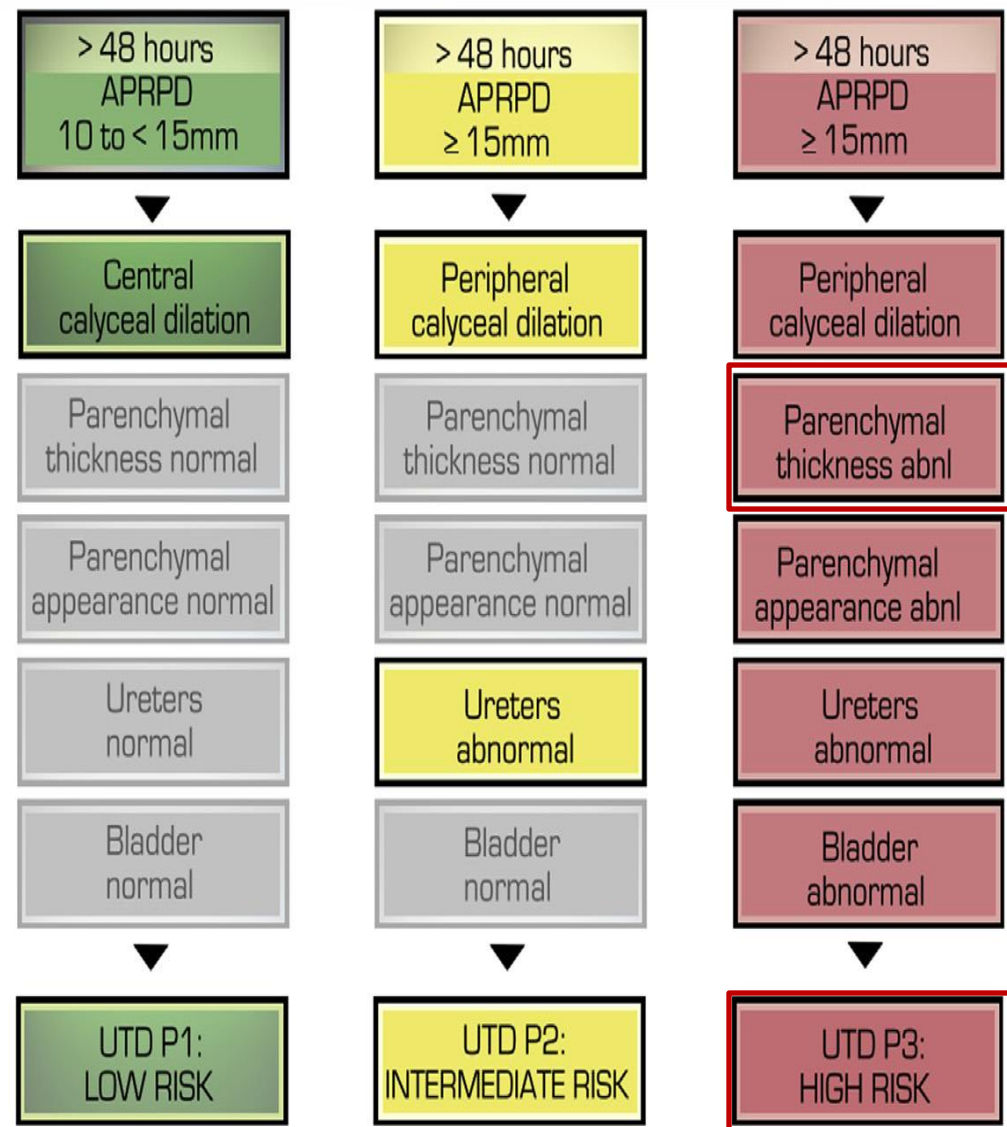 > 48 hours
APRPD
10 to < 15mm
Central
calyceal dilation
Parenchymal
thickness normal
Parenchymal
appearance normal
Ureters
normal
Bladder
normal
UTD P1:
LOW RISK
> 48 hours
APRPD
≥ 15mm
Peripheral
calyceal dilation
Parenchymal
thickness normal
Parenchymal
appearance normal
Ureters
abnormal
Bladder
normal
UTD P2:
INTERMEDIATE RISK
> 48 hours
APRPD
≥ 15mm
Peripheral
calyceal dilation
Parenchymal
thickness abnl
Parenchymal
appearance abnl
Ureters
abnormal
Bladder
abnormal
UTD P3:
HIGH RISK